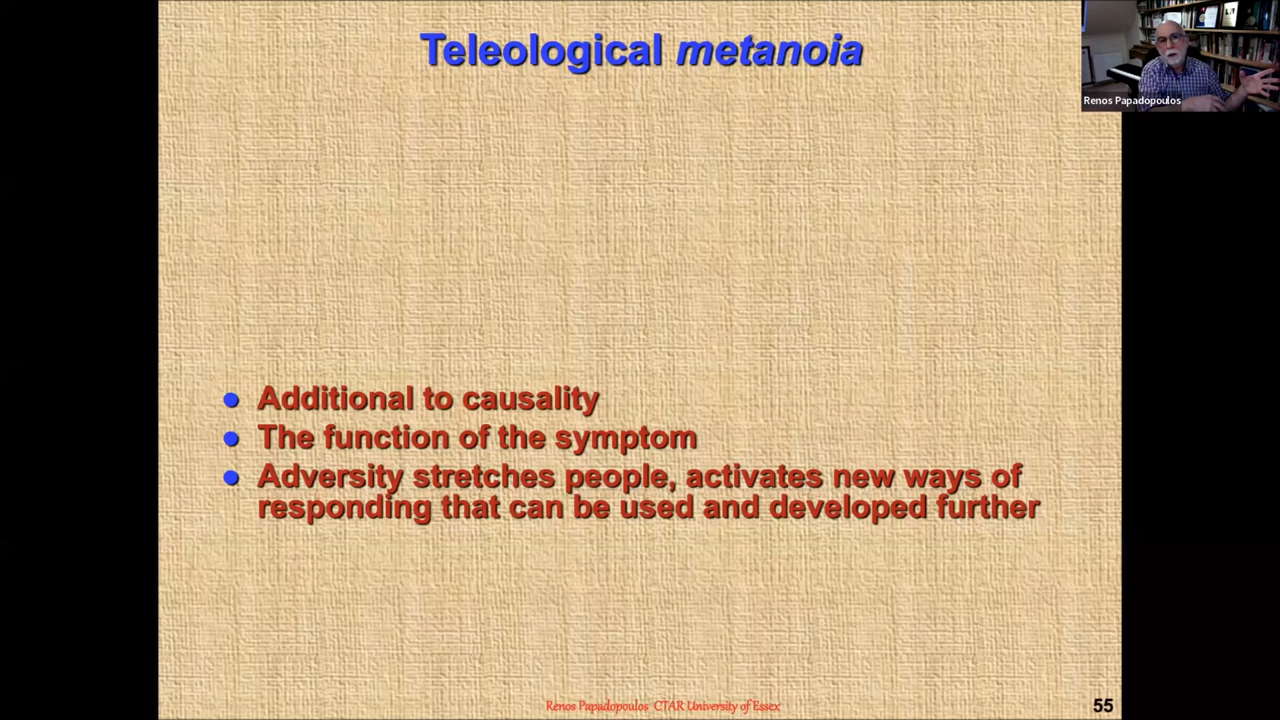 Teleological metanoia
Renos Papadopoulos
Additional to causality
The function of the symptom
Adversity stretches people, activates new ways of
responding that can be used and developed further
Renos Papadopoulos CTAR University of Essex
55